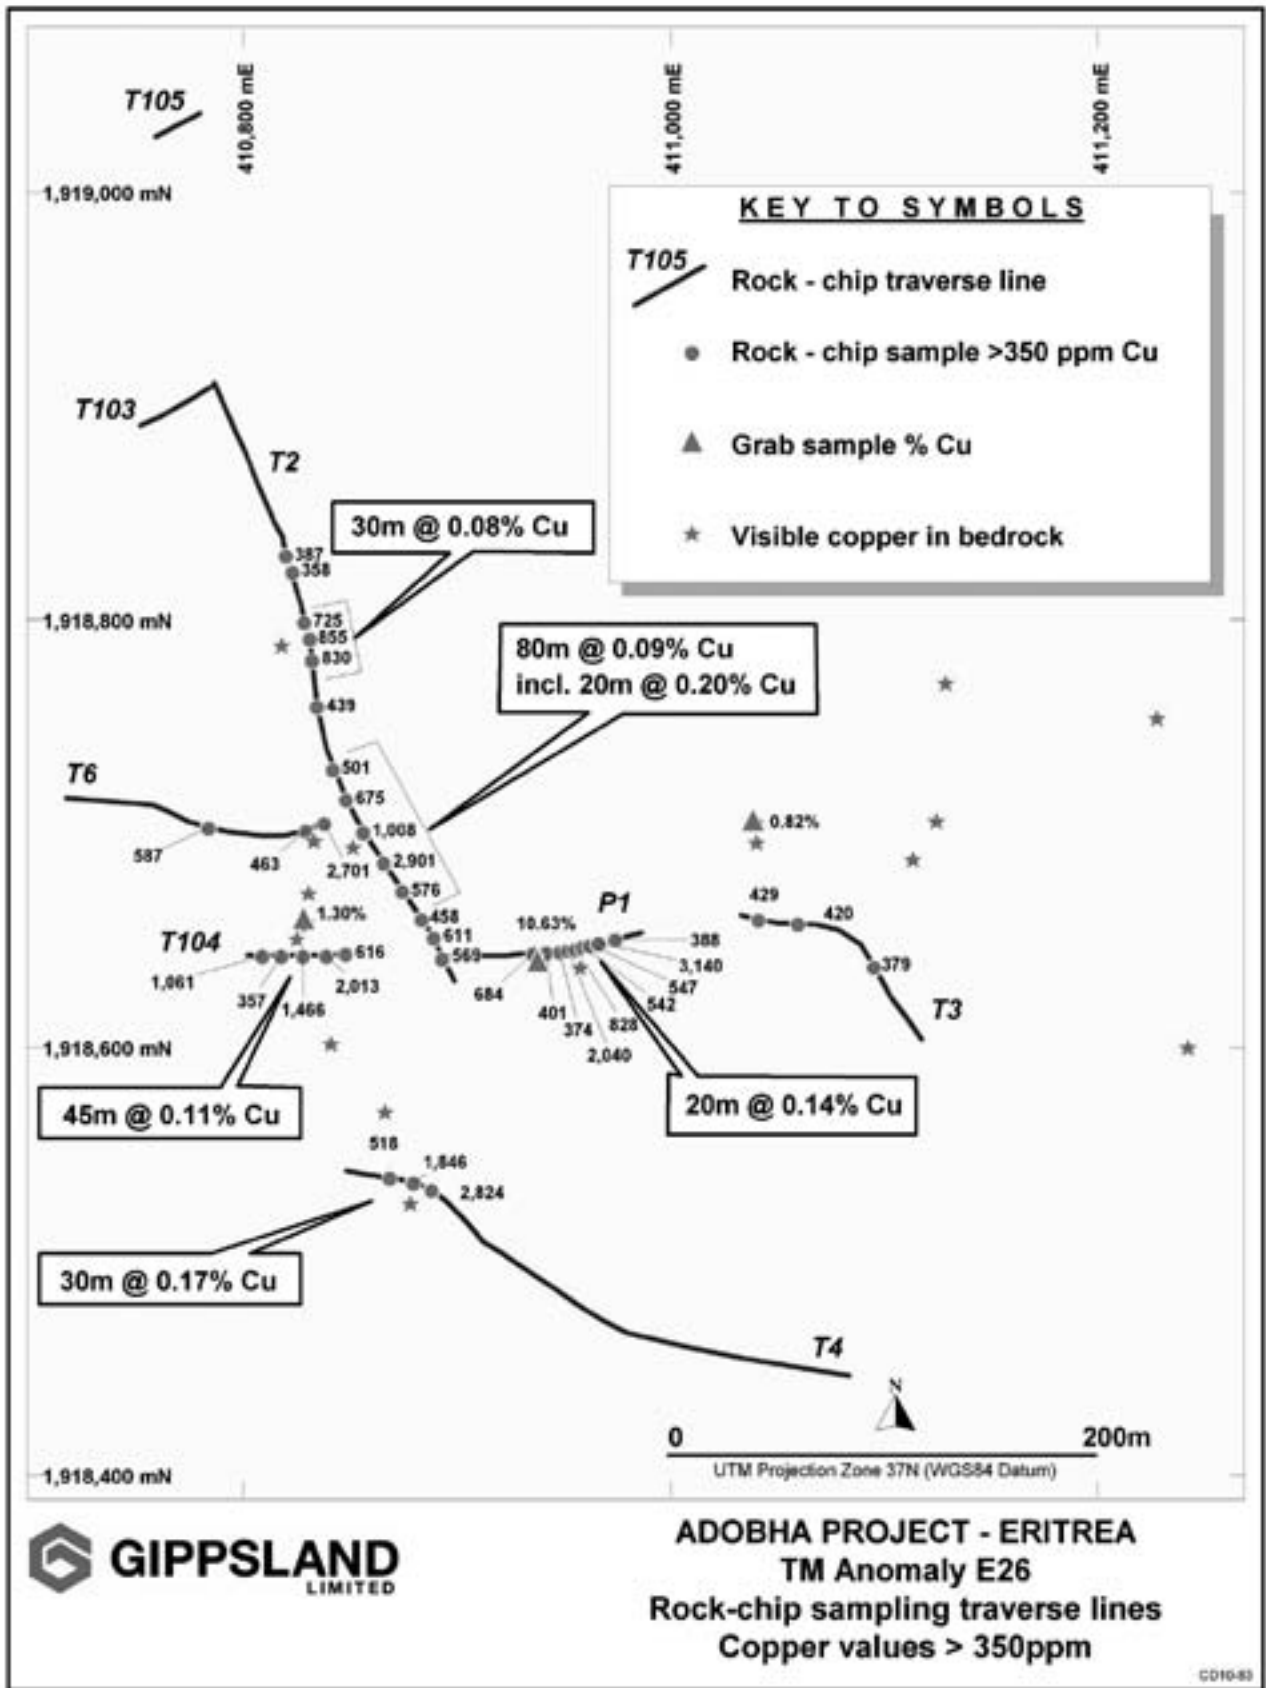 T105
410,800 mE
411,000 mE
411,200 mE
1,919,000 mN
KEY TO SYMBOLS
T105
Rock - chip traverse line
Rock - chip sample >350 ppm Cu
Grab sample % Cu
Visible copper in bedrock
T103
T2
30m @ 0.08% Cu
387
358
1,918,800 mN
725
855
830
80m @ 0.09% Cu
incl. 20m @ 0.20% Cu
439
501
T6
675
1,008
0.82%
587
463
2,701
2,901
576
429
420
1.30%
458
10.63%
P1
T104
616
611
569
388
379
1,061
357
1,466
2,013
684
401
374
2,040
828
542
547
3,140
T3
1,918,600 mN
45m @ 0.11% Cu
20m @ 0.14% Cu
518
1,846
2,824
30m @ 0.17% Cu
T4
N
0
200m
UTM Projection Zone 37N (WGS84 Datum)
1,918,400 mN
GIPPSLAND
LIMITED
ADOBHA PROJECT - ERITREA
TM Anomaly E26
Rock-chip sampling traverse lines
Copper values > 350ppm
CD10-83